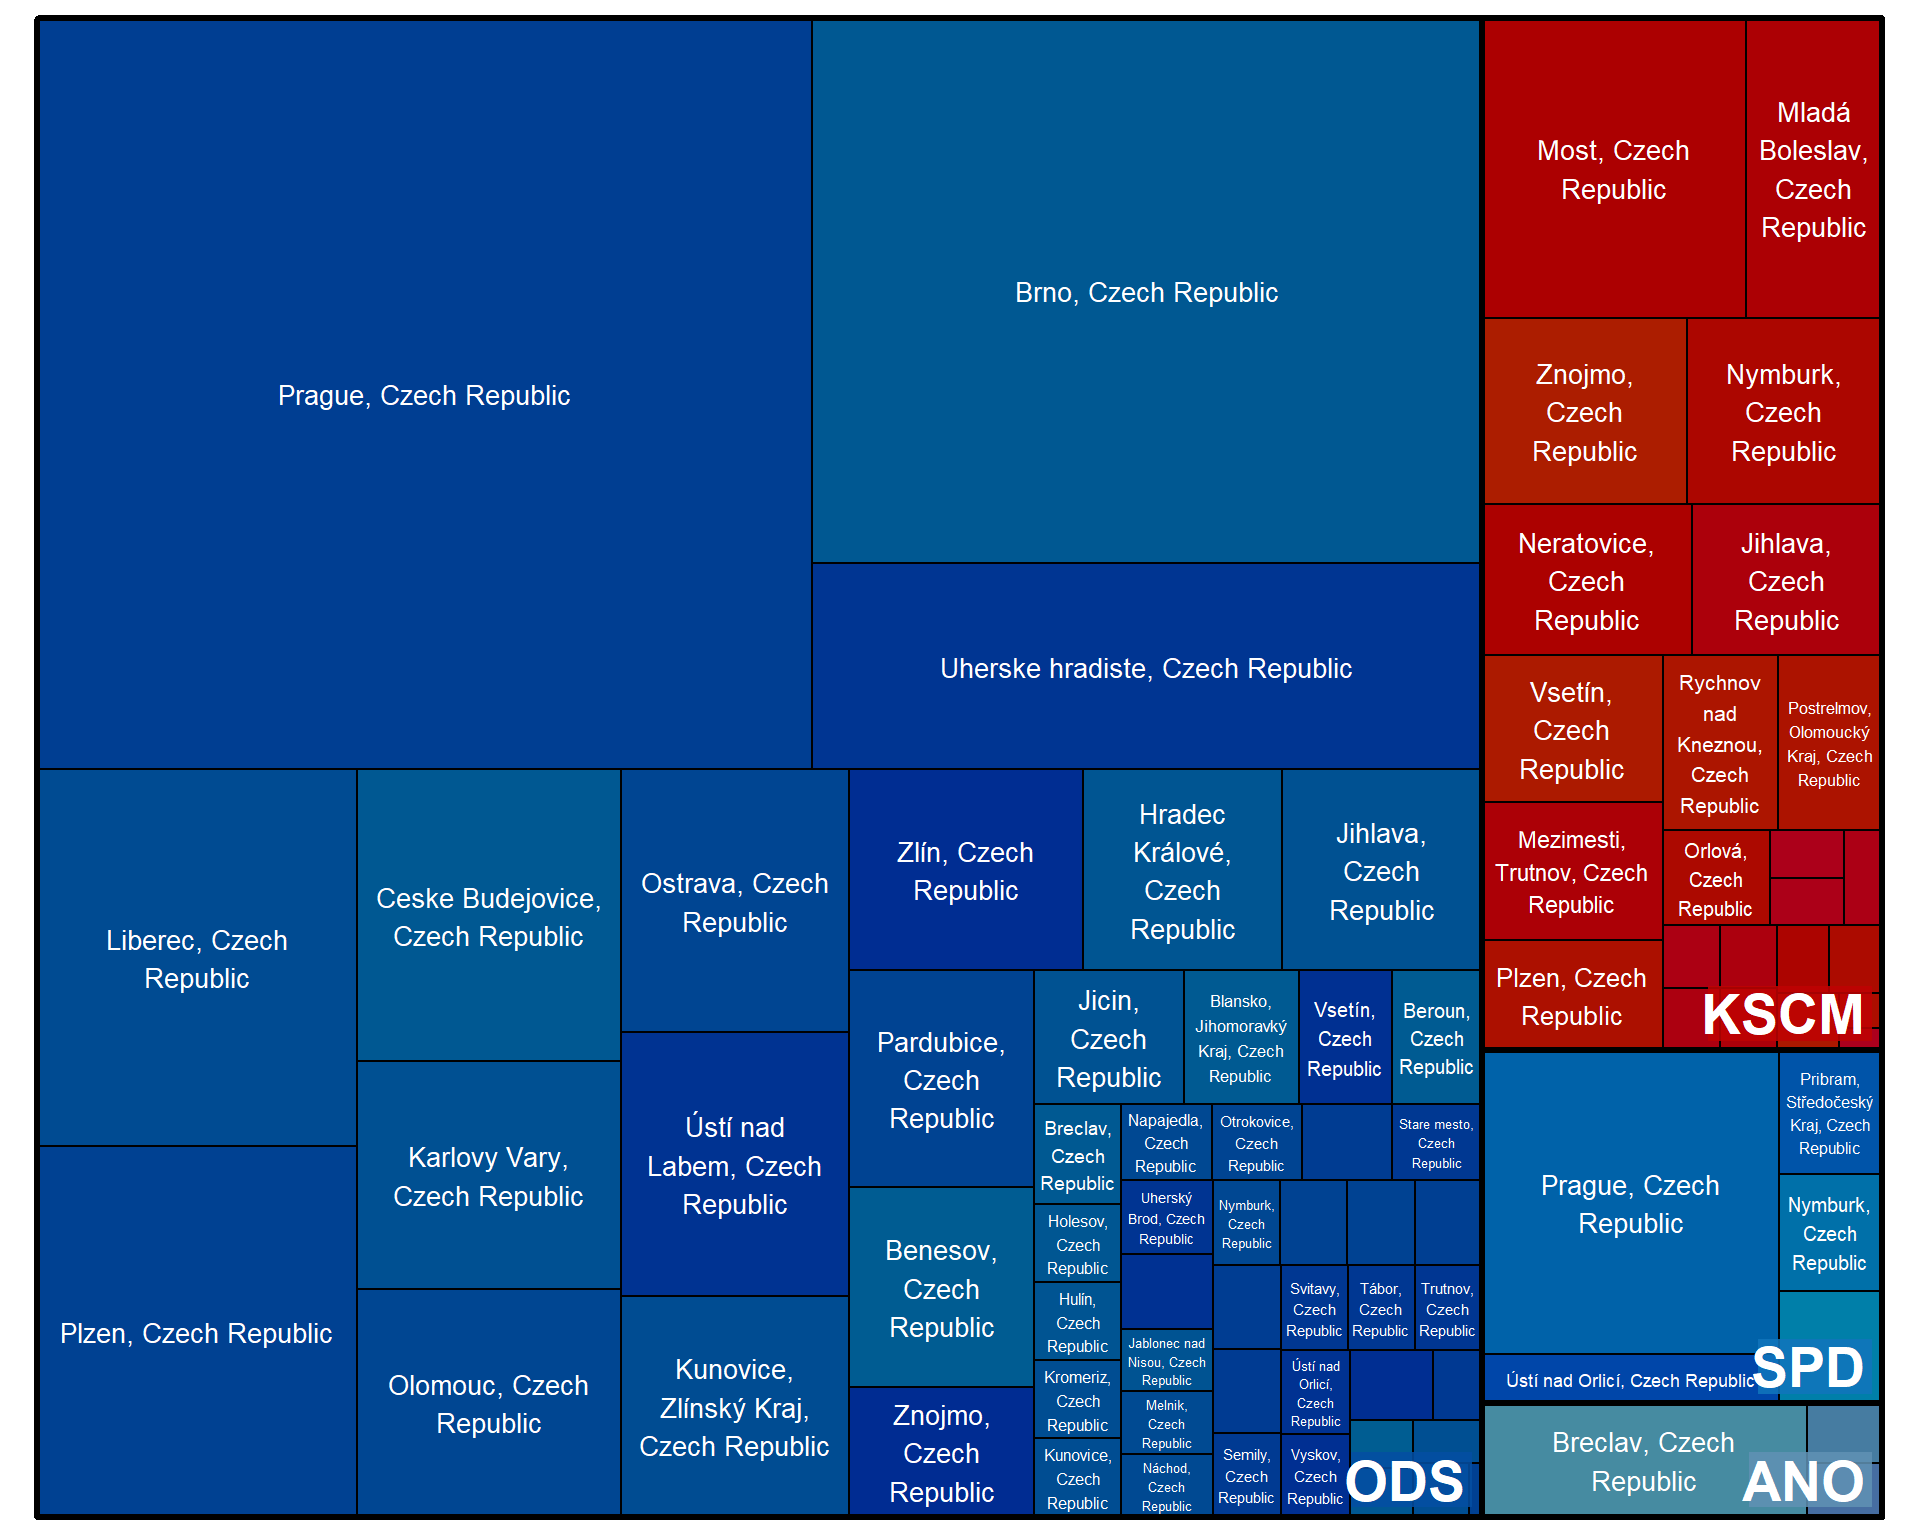 Prague, Czech Republic
Brno, Czech Republic
Uherske hradiste, Czech Republic
Liberec, Czech
Republic
Plzen, Czech Republic
Ceske Budejovice,
Czech Republic
Karlovy Vary,
Czech Republic
Olomouc, Czech
Republic
Ostrava, Czech
Republic
Ústí nad
Labem, Czech
Republic
Kunovice,
Zlínský Kraj,
Czech Republic
Zlín, Czech
Republic
Hradec
Králové,
Czech
Republic
Jihlava,
Czech
Republic
Pardubice,
Czech
Republic
Benesov,
Czech
Republic
Znojmo,
Czech
Republic
Jicin,
Czech
Republic
Blansko,
Jihomoravký
Kraj, Czech
Republic
Vsetín,
Czech
Republic
Beroun,
Czech
Republic
Breclav,
Czech
Republic
Holesov,
Czech
Republic
Hulín,
Czech
Republic
Kromeriz,
Czech
Republic
Kunovice,
Czech
Republic
Napajedla,
Czech
Republic
Otrokovice,
Czech
Republic
Stare mesto,
Czech
Republic
Uherský
Brod, Czech
Republic
Jablonec nad
Nisou, Czech
Republic
Melnik,
Czech
Republic
Náchod,
Czech
Republic
Nymburk,
Czech
Republic
Semily,
Czech
Republic
Svitavy,
Czech
Republic
Tábor,
Czech
Republic
Trutnov,
Czech
Republic
Ústí nad
Orlicí,
Czech
Republic
Vyskov,
Czech
Republic
ODS
Most, Czech
Republic
Mladá
Boleslav,
Czech
Republic
Znojmo,
Czech
Republic
Nymburk,
Czech
Republic
Neratovice,
Czech
Republic
Jihlava,
Czech
Republic
Vsetín,
Czech
Republic
Rychnov
nad
Kneznou,
Czech
Republic
Postrelmov,
Olomoucký
Kraj, Czech
Republic
Mezimesti,
Trutnov, Czech
Republic
Orlová,
Czech
Republic
Plzen, Czech
Republic
KSCM
Prague, Czech
Republic
Pribram,
Středočeský
Kraj, Czech
Republic
Nymburk,
Czech
Republic
Ústí nad Orlicí, Czech Republic
SPD
Breclav, Czech
Republic
ANO